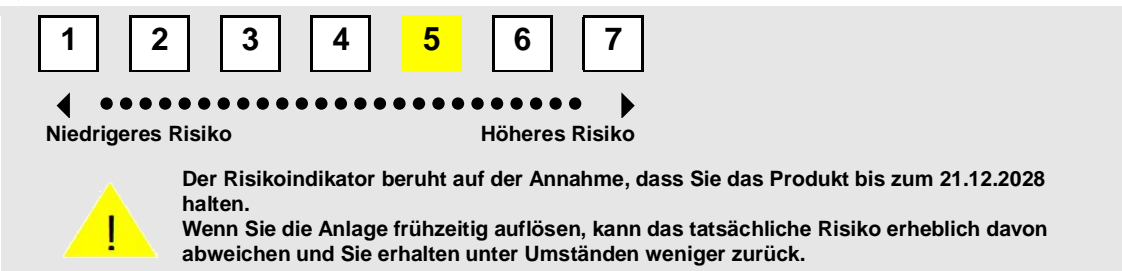 1 2 3 4 5 6 7
Niedrigeres Risiko Höheres Risiko
Der Risikoindikator beruht auf der Annahme, dass Sie das Produkt bis zum 21.12.2028
halten.
Wenn Sie die Anlage frühzeitig auflösen, kann das tatsächliche Risiko erheblich davon
abweichen und Sie erhalten unter Umständen weniger zurück.
!